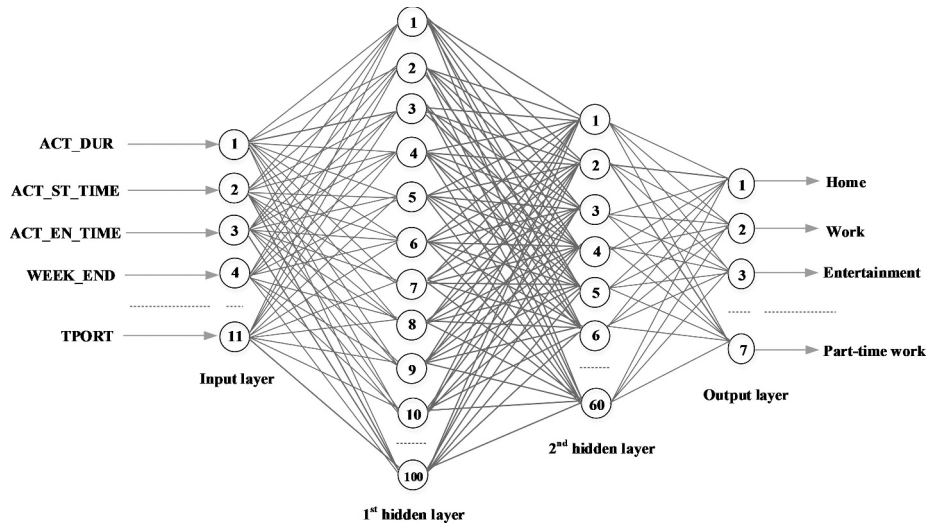 ACT_DUR
ACT_ST_TIME
ACT_EN_TIME
WEEK_END
TPORT
1
2
3
4
11
Input layer
1
2
3
4
5
6
7
8
9
10
100
1st hidden layer
1
2
3
4
5
6
60
2nd hidden layer
1
2
3
7
Output layer
Home
Work
Entertainment
Part-time work